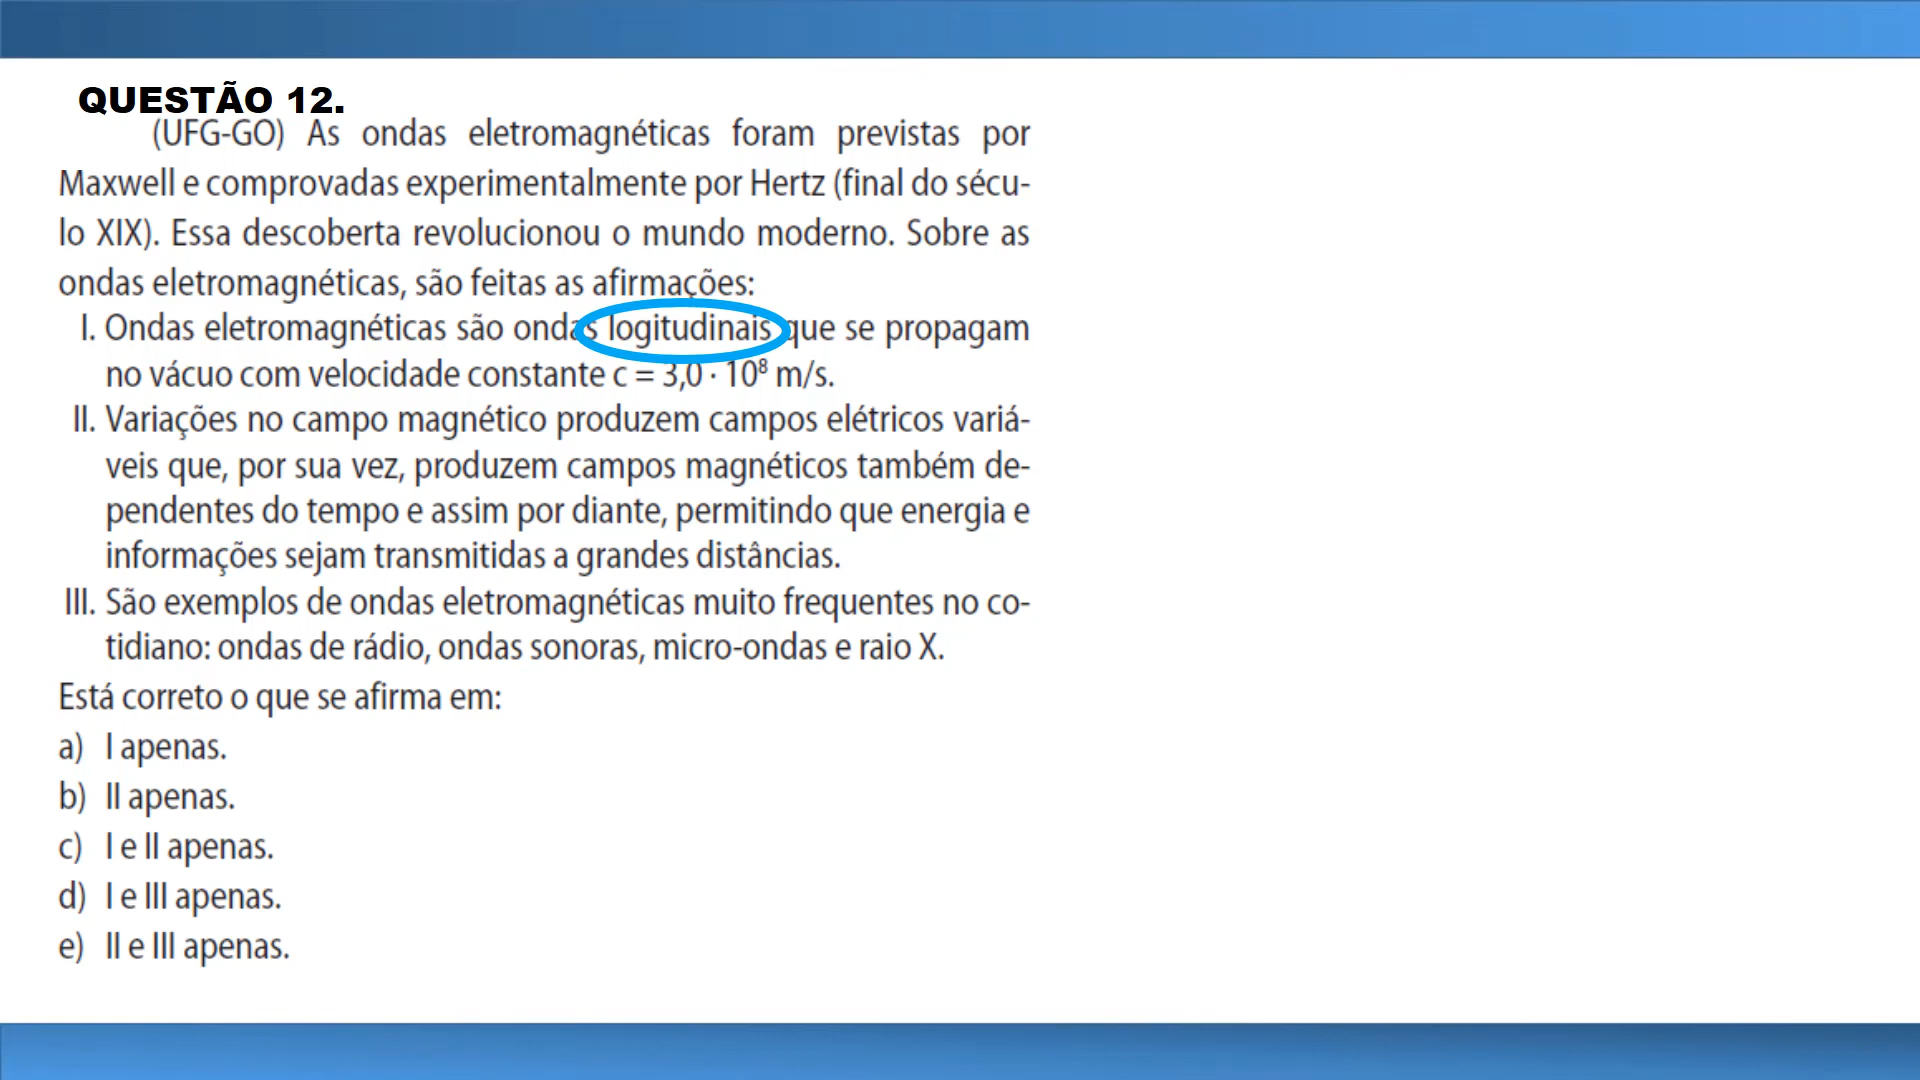 QUESTÃO 12.
(UFG-GO) As ondas eletromagnéticas foram previstas por
Maxwell e comprovadas experimentalmente por Hertz (final do sécu-
lo XIX). Essa descoberta revolucionou o mundo moderno. Sobre as
ondas eletromagnéticas, são feitas as afirmações:
I. Ondas eletromagnéticas são ondas logitudinais que se propagam
no vácuo com velocidade constante c = 3,0 · 10⁸ m/s.
II. Variações no campo magnético produzem campos elétricos variá-
veis que, por sua vez, produzem campos magnéticos também de-
pendentes do tempo e assim por diante, permitindo que energia e
informações sejam transmitidas a grandes distâncias.
III. São exemplos de ondas eletromagnéticas muito frequentes no co-
tidiano: ondas de rádio, ondas sonoras, micro-ondas e raio X.
Está correto o que se afirma em:
a) I apenas.
b) II apenas.
c) I e II apenas.
d) I e III apenas.
e) II e III apenas.